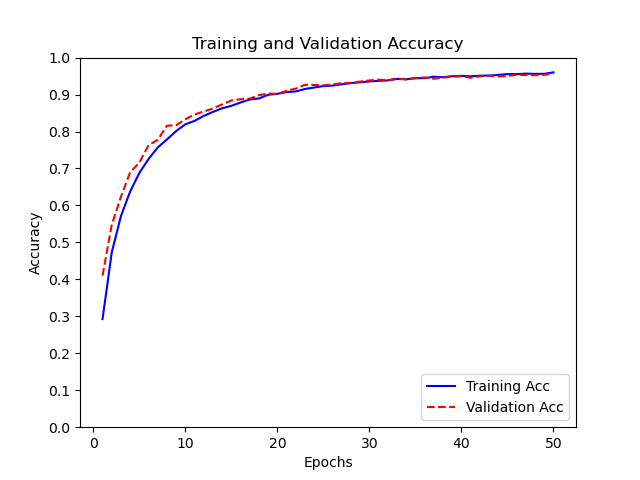 Training and Validation Accuracy
1.0
0.9
0.8
0.7
0.6
0.5
0.4
0.3
0.2
0.1
0.0
Accuracy
Training Acc
Validation Acc
0 10 20 30 40 50
Epochs